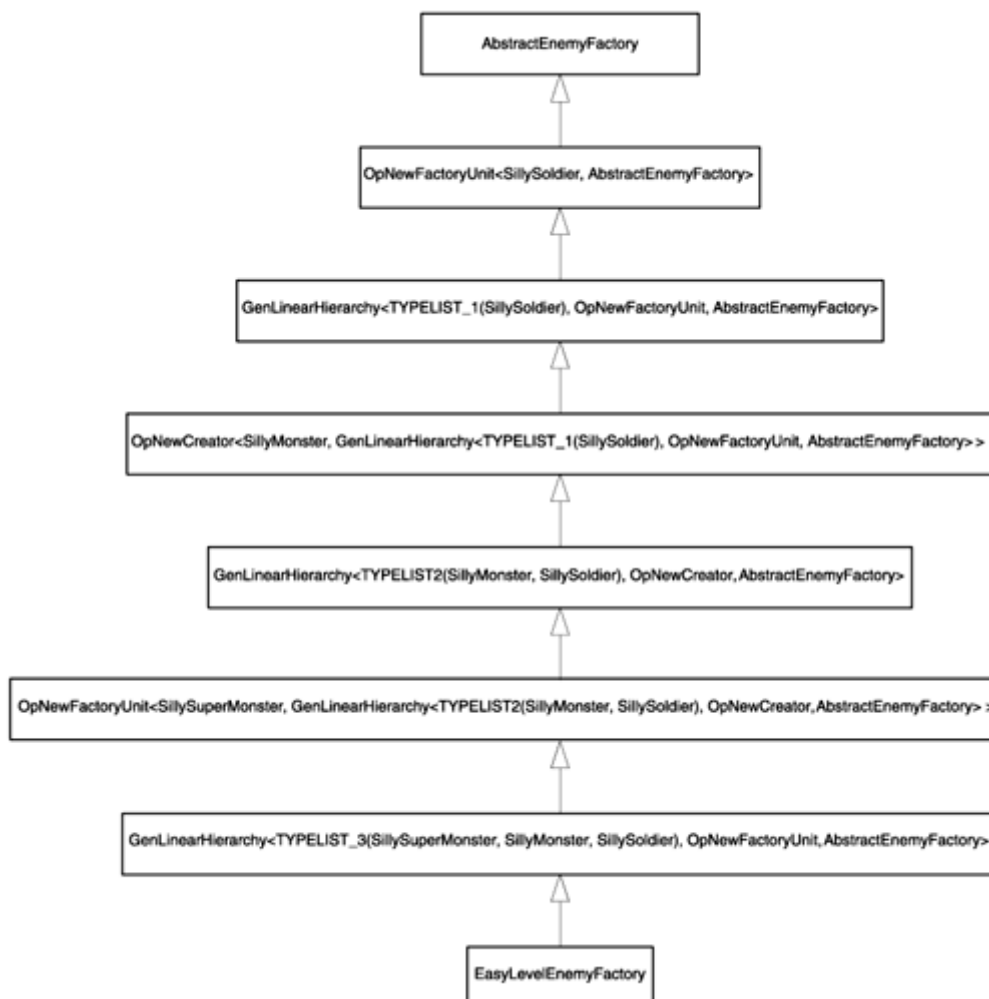 AbstractEnemyFactory
OpNewFactoryUnit<SillySoldier, AbstractEnemyFactory>
GenLinearHierarchy<TYPELIST_1(SillySoldier), OpNewFactoryUnit, AbstractEnemyFactory>
OpNewCreator<SillyMonster, GenLinearHierarchy<TYPELIST_1(SillySoldier), OpNewFactoryUnit, AbstractEnemyFactory> >
GenLinearHierarchy<TYPELIST2(SillyMonster, SillySoldier), OpNewCreator,AbstractEnemyFactory>
OpNewFactoryUnit<SillySuperMonster, GenLinearHierarchy<TYPELIST2(SillyMonster, SillySoldier), OpNewCreator,AbstractEnemyFactory> >
GenLinearHierarchy<TYPELIST_3(SillySuperMonster, SillyMonster, SillySoldier), OpNewFactoryUnit,AbstractEnemyFactory>
EasyLevelEnemyFactory